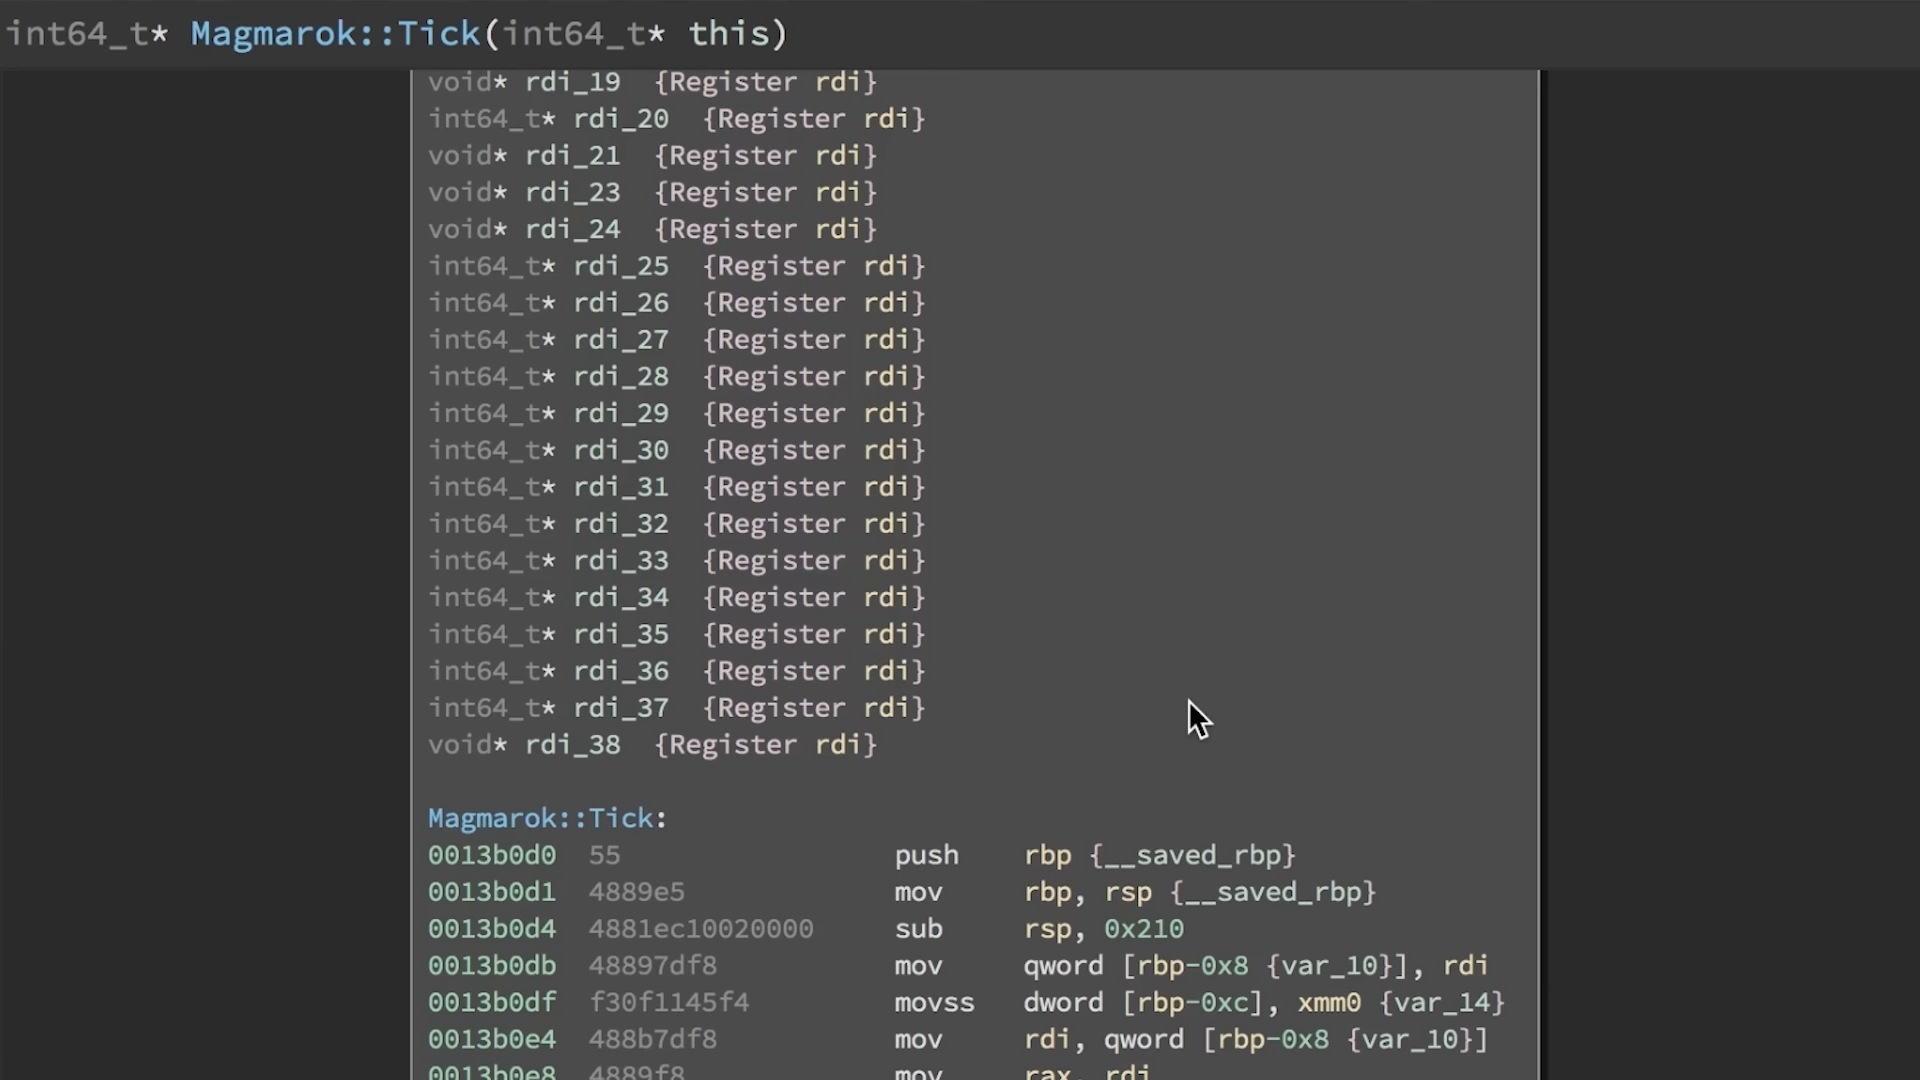 int64_t* Magmarok::Tick(int64_t* this)
void* rdi_19 {Register rdi}
int64_t* rdi_20 {Register rdi}
void* rdi_21 {Register rdi}
void* rdi_23 {Register rdi}
void* rdi_24 {Register rdi}
int64_t* rdi_25 {Register rdi}
int64_t* rdi_26 {Register rdi}
int64_t* rdi_27 {Register rdi}
int64_t* rdi_28 {Register rdi}
int64_t* rdi_29 {Register rdi}
int64_t* rdi_30 {Register rdi}
int64_t* rdi_31 {Register rdi}
int64_t* rdi_32 {Register rdi}
int64_t* rdi_33 {Register rdi}
int64_t* rdi_34 {Register rdi}
int64_t* rdi_35 {Register rdi}
int64_t* rdi_36 {Register rdi}
int64_t* rdi_37 {Register rdi}
void* rdi_38 {Register rdi}
Magmarok::Tick:
0013b0d0 55 push rbp {__saved_rbp}
0013b0d1 4889e5 mov rbp, rsp {__saved_rbp}
0013b0d4 4881ec10020000 sub rsp, 0x210
0013b0db 48897df8 mov qword [rbp-0x8 {var_10}], rdi
0013b0df f30f1145f4 movss dword [rbp-0xc], xmm0 {var_14}
0013b0e4 488b7df8 mov rdi, qword [rbp-0x8 {var_10}]
0013b0e8 4889f8 mov rax, rdi